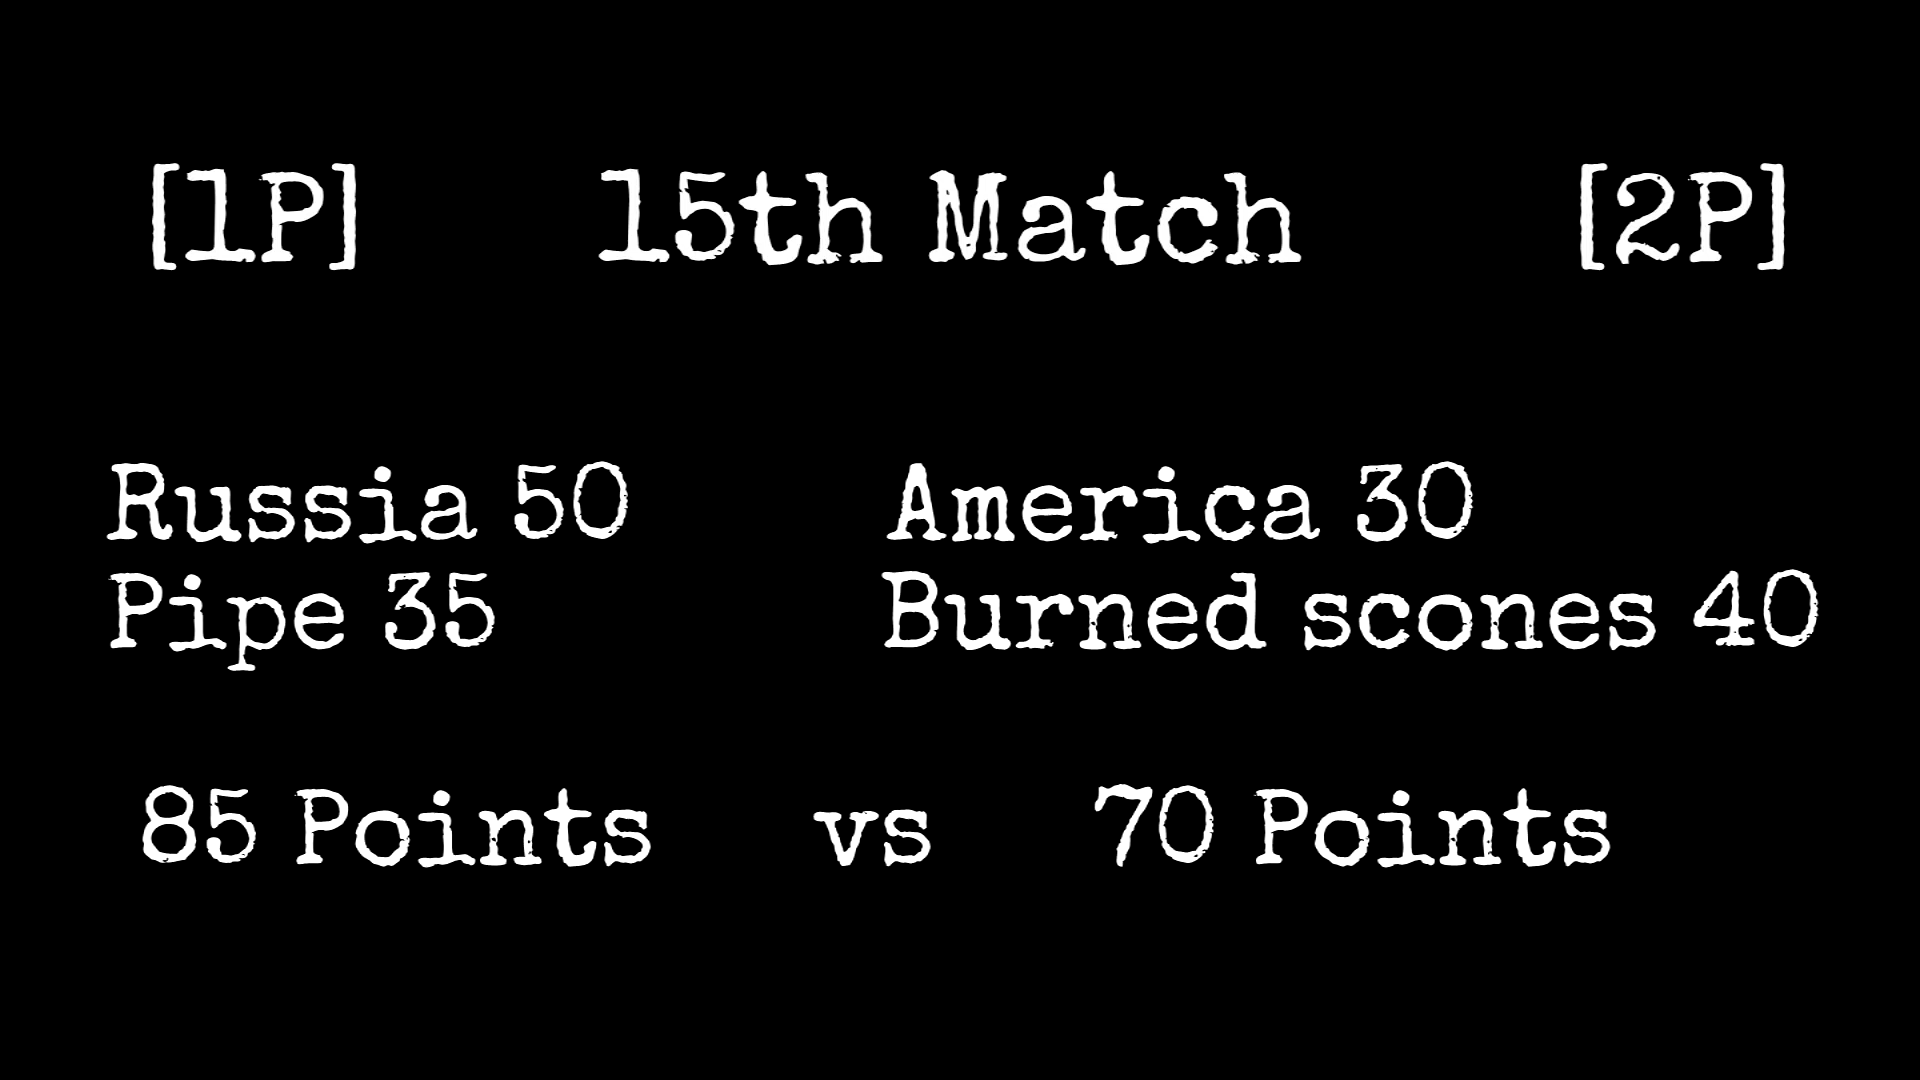 [1P] 15th Match [2P]
Russia 50 America 30
Pipe 35 Burned scones 40
85 Points vs 70 Points